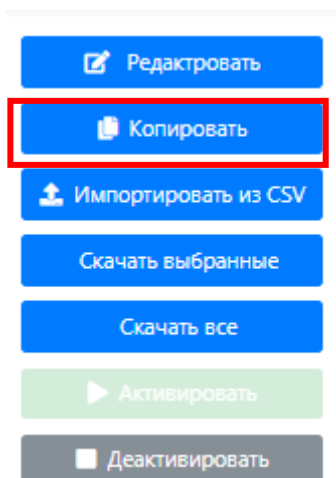 Редактровать
Копировать
Импортировать из CSV
Скачать выбранные
Скачать все
Активировать
Деактивировать